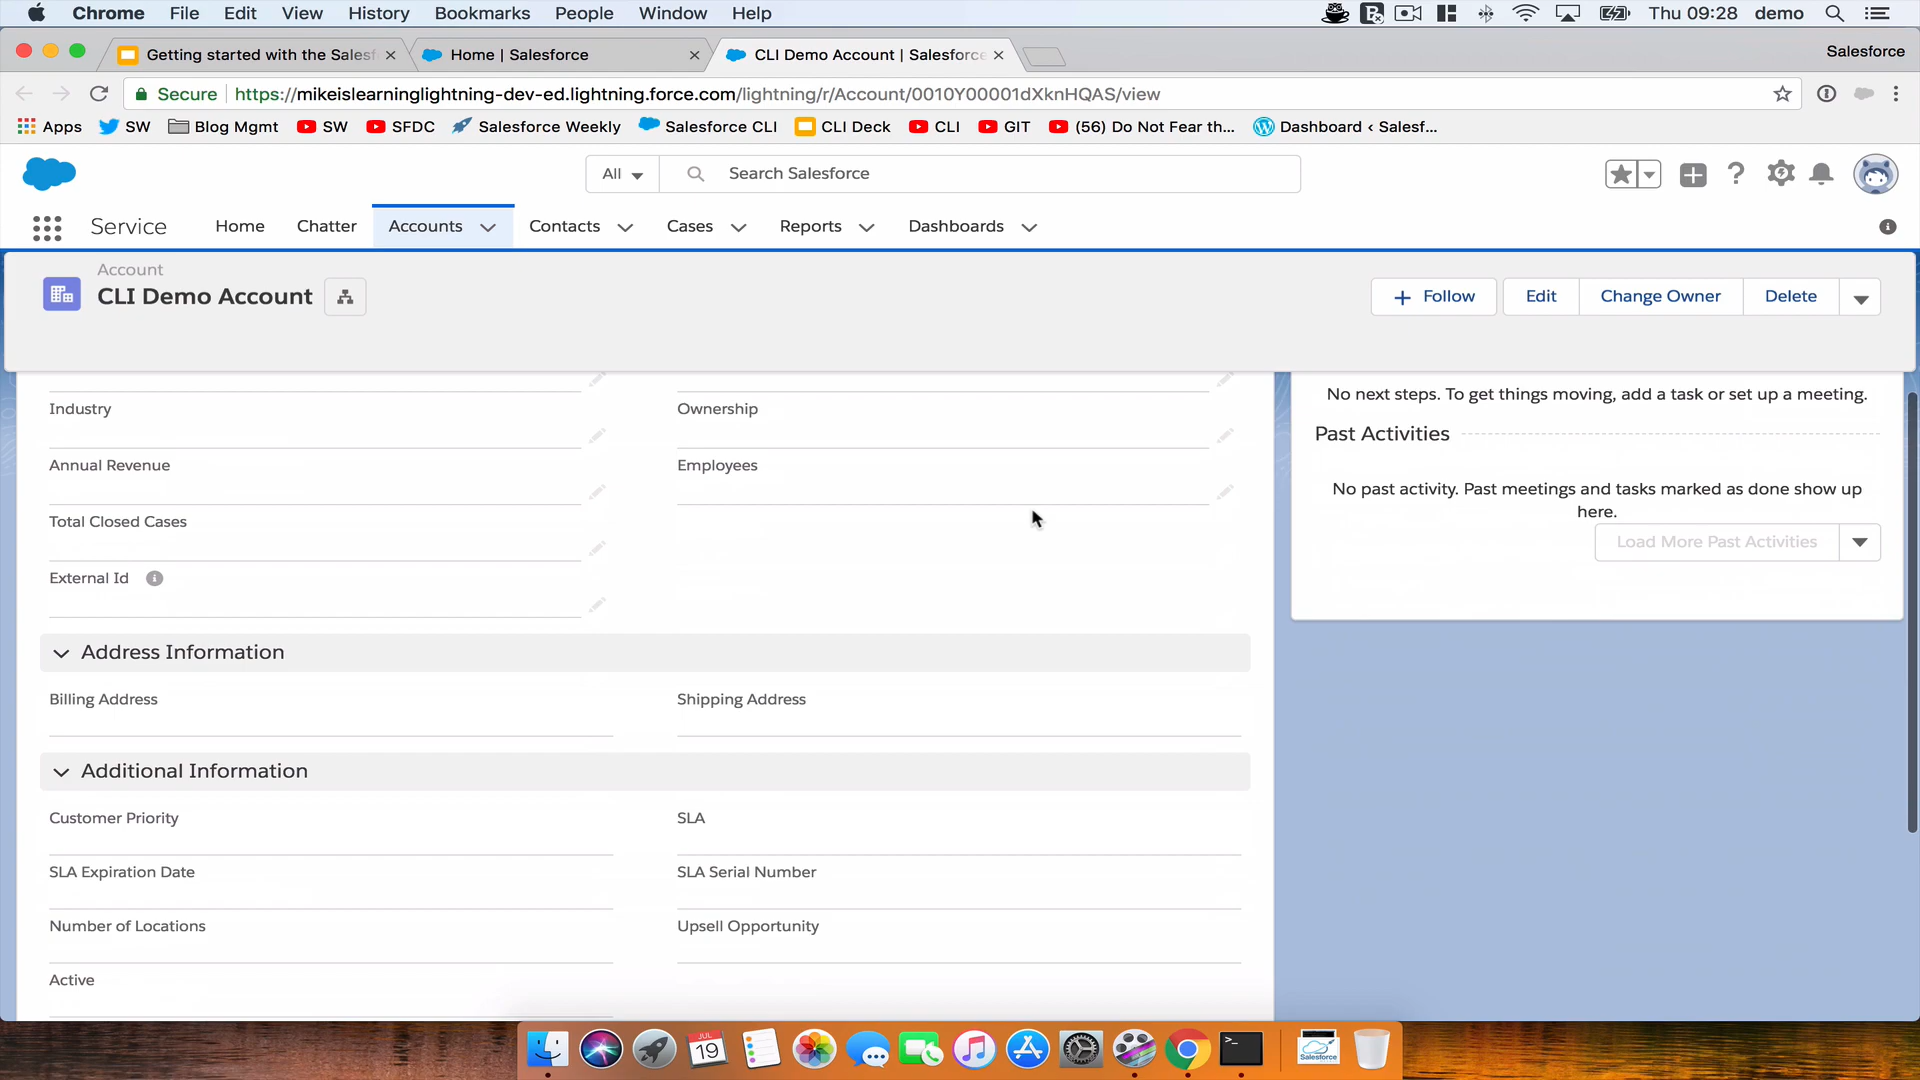 Chrome File Edit View History Bookmarks People Window Help Thu 09:28 demo
Getting started with the Salesf Home | Salesforce CLI Demo Account | Salesforce Salesforce
Secure https://mikeislearninglightning-dev-ed.lightning.force.com/lightning/r/Account/0010Y00001dXknHQAS/view
Apps SW Blog Mgmt SW SFDC Salesforce Weekly Salesforce CLI CLI Deck CLI GIT (56) Do Not Fear th... Dashboard ‹ Salesf...
All Search Salesforce
Service Home Chatter Accounts Contacts Cases Reports Dashboards
Account
CLI Demo Account
Follow Edit Change Owner Delete
Industry Ownership
Annual Revenue Employees
Total Closed Cases
External Id
Address Information
Billing Address Shipping Address
Additional Information
Customer Priority SLA
SLA Expiration Date SLA Serial Number
Number of Locations Upsell Opportunity
Active
No next steps. To get things moving, add a task or set up a meeting.
Past Activities
No past activity. Past meetings and tasks marked as done show up
here.
Load More Past Activities
JUL
19
Salesforce